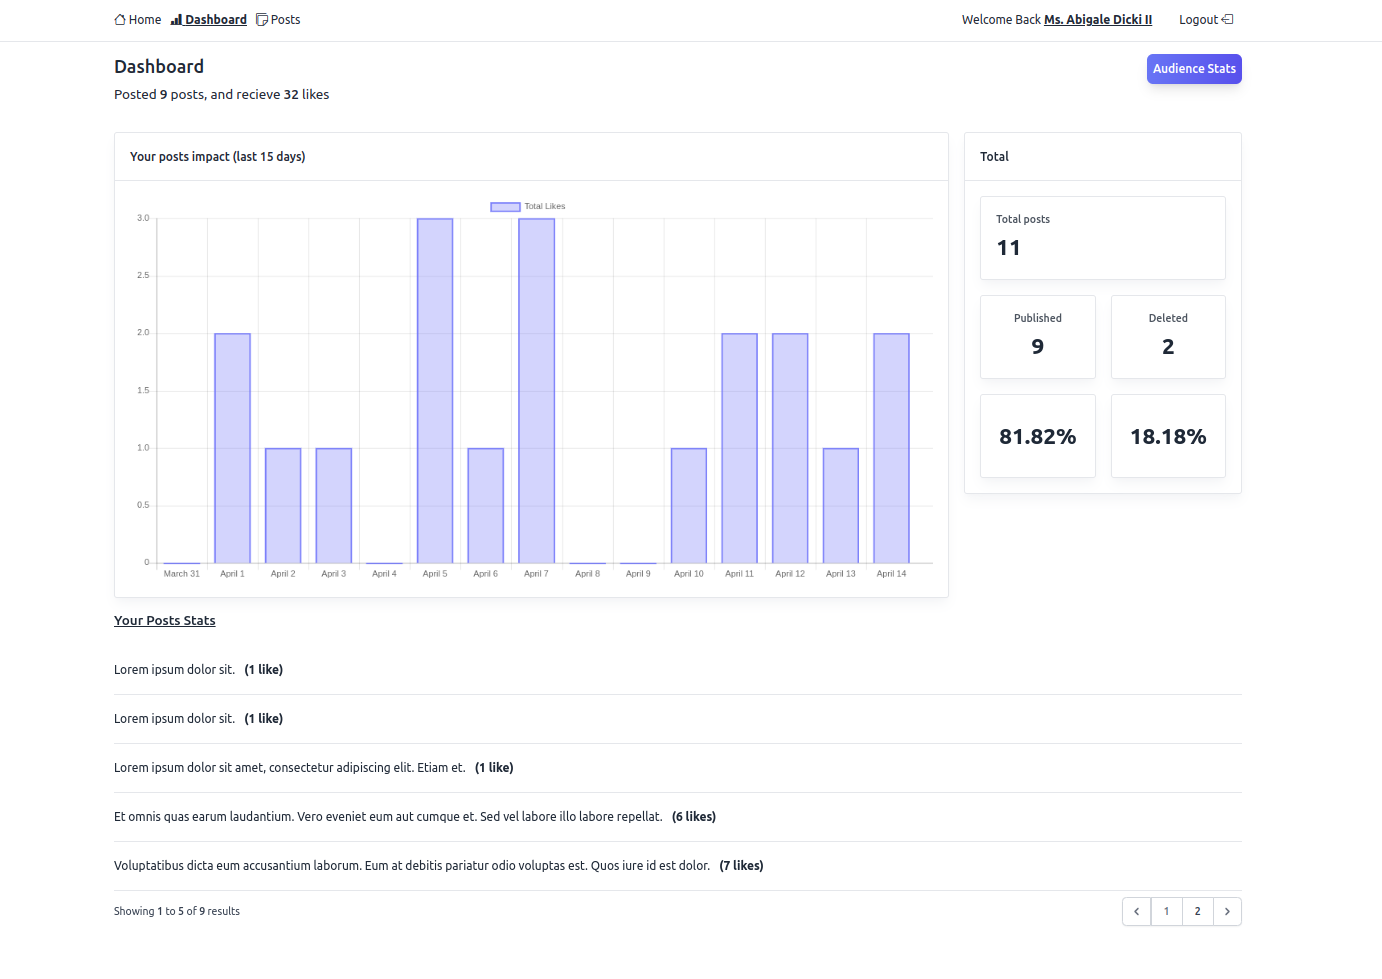 Home Dashboard Posts Welcome Back Ms. Abigale Dicki II Logout
Dashboard
Audience Stats
Posted 9 posts, and recieve 32 likes
Your posts impact (last 15 days)
Total Likes
3.0
2.5
2.0
1.5
1.0
0.5
0
March 31 April 1 April 2 April 3 April 4 April 5 April 6 April 7 April 8 April 9 April 10 April 11 April 12 April 13 April 14
Total
Total posts
11
Published Deleted
9 2
81.82% 18.18%
Your Posts Stats
Lorem ipsum dolor sit. (1 like)
Lorem ipsum dolor sit. (1 like)
Lorem ipsum dolor sit amet, consectetur adipiscing elit. Etiam et. (1 like)
Et omnis quas earum laudantium. Vero eveniet eum aut cumque et. Sed vel labore illo labore repellat. (6 likes)
Voluptatibus dicta eum accusantium laborum. Eum at debitis pariatur odio voluptas est. Quos iure id est dolor. (7 likes)
Showing 1 to 5 of 9 results
1 2